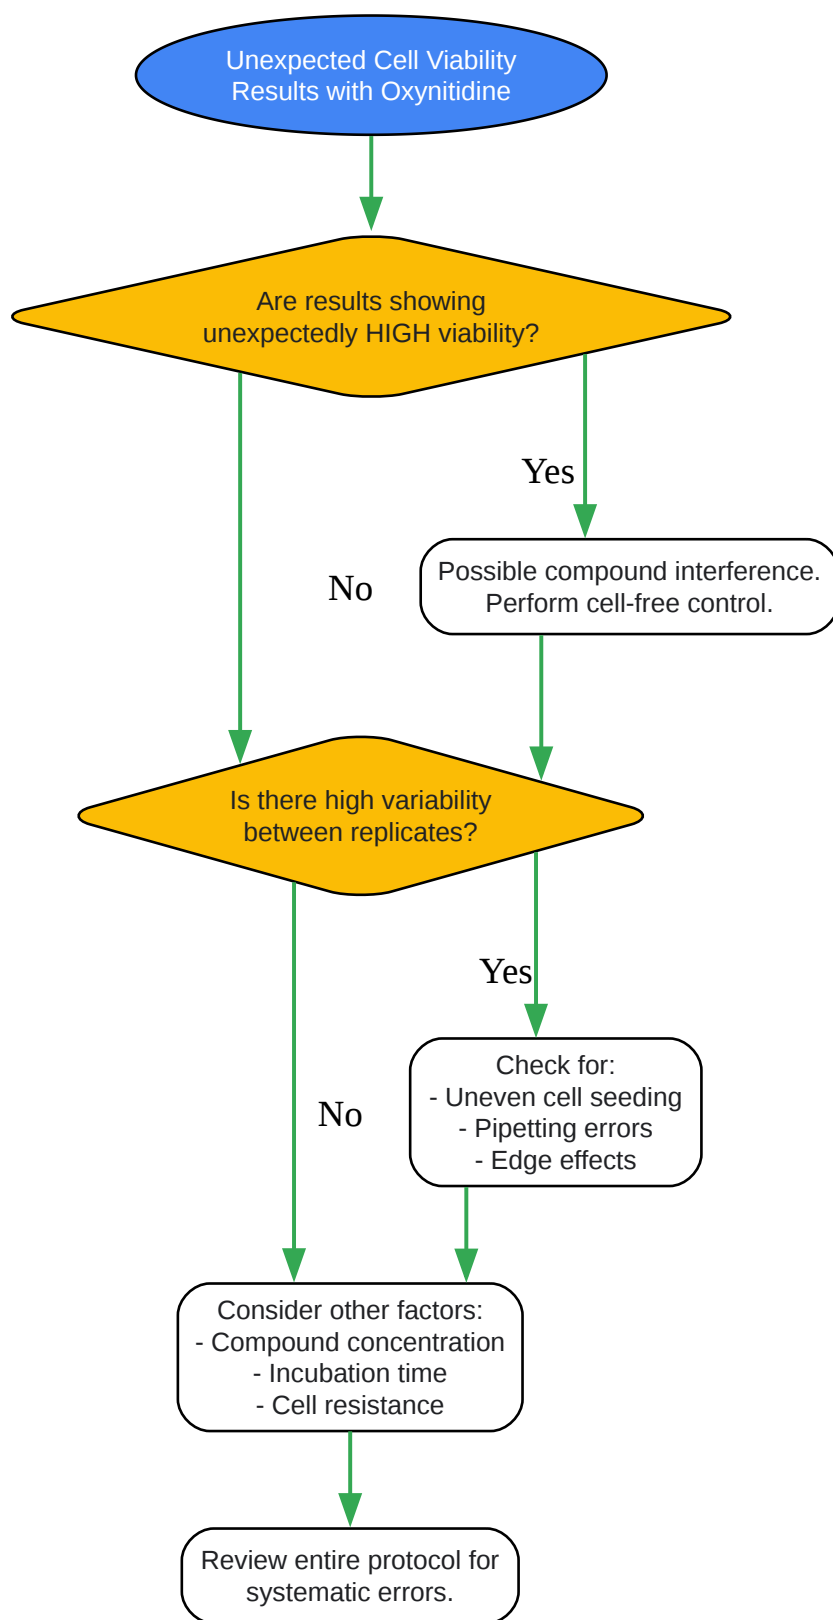 Unexpected Cell Viability
Results with Oxynitidine
Are results showing
unexpectedly HIGH viability?
Yes
Possible compound interference.
Perform cell-free control.
No
Is there high variability
between replicates?
Yes
Check for:
- Uneven cell seeding
- Pipetting errors
- Edge effects
No
Consider other factors:
- Compound concentration
- Incubation time
- Cell resistance
Review entire protocol for
systematic errors.